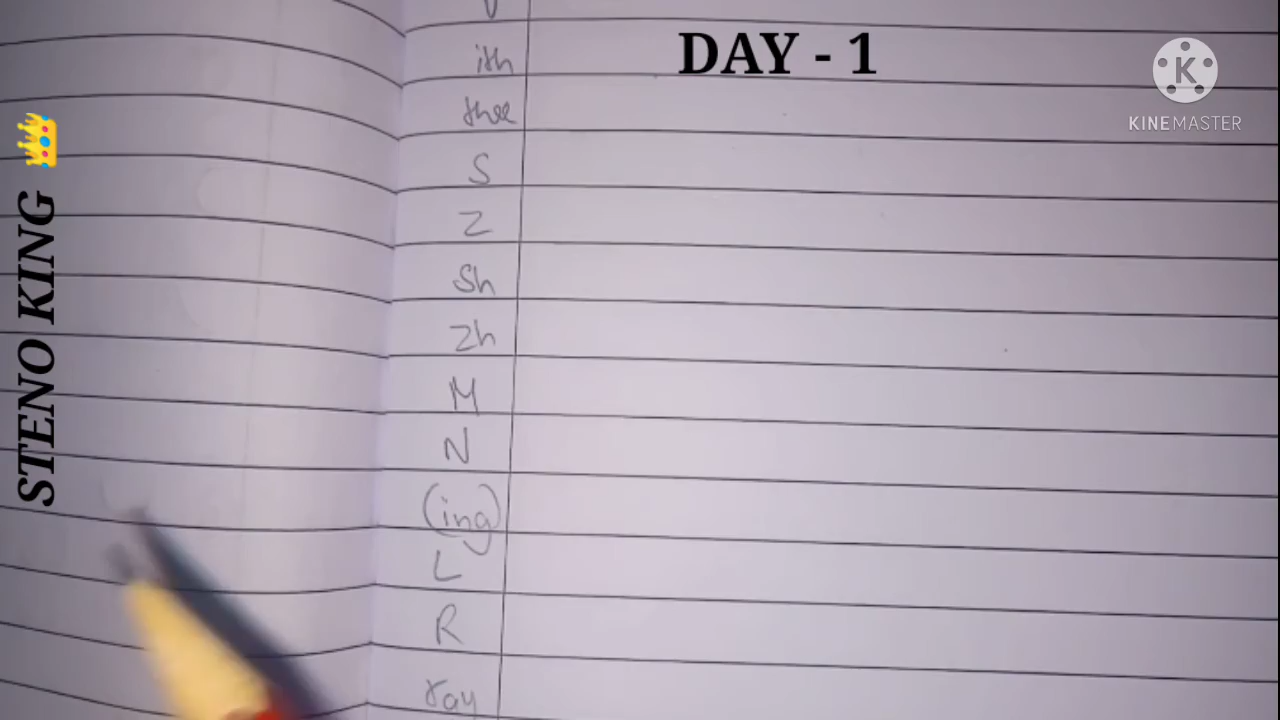 DAY - 1
K
KINEMASTER
STENO KING 👑
ith
thee
S
Z
Sh
Zh
M
N
(ing)
L
R
ray